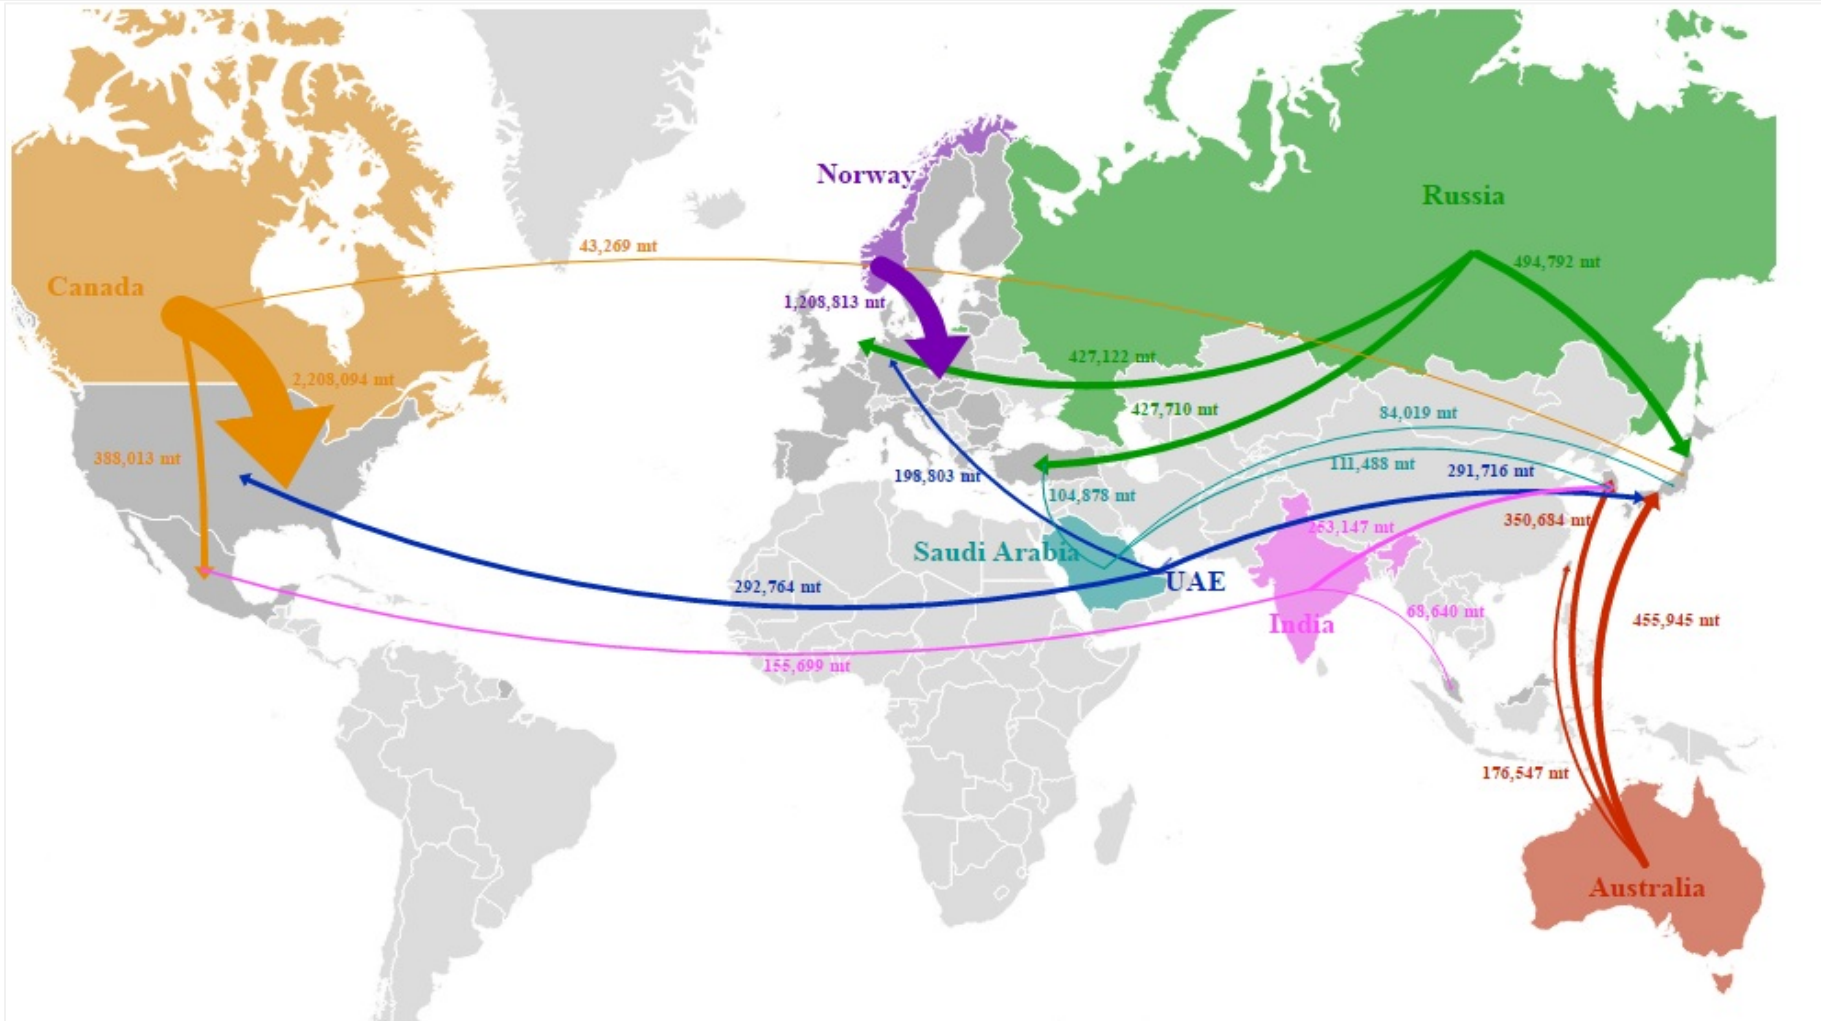 Norway
Russia
43,269 mt
494,792 mt
Canada
1,208,813 mt
427,122 mt
2,208,094 mt
427,710 mt
84,019 mt
388,013 mt
111,488 mt
291,716 mt
198,803 mt
104,878 mt
253,147 mt
350,684 mt
Saudi Arabia
UAE
292,764 mt
68,640 mt
India
455,945 mt
155,699 mt
176,547 mt
Australia